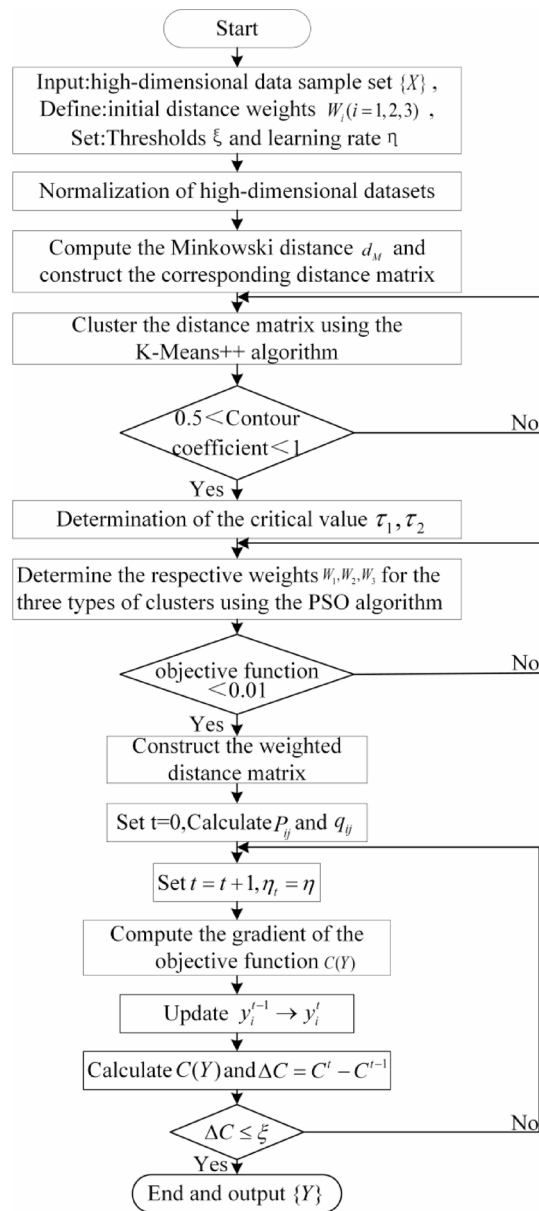 Start
Input:high-dimensional data sample set {X} ,
Define:initial distance weights W_i(i=1,2,3) ,
Set:Thresholds ξ and learning rate η
Normalization of high-dimensional datasets
Compute the Minkowski distance d_M and
construct the corresponding distance matrix
Cluster the distance matrix using the
K-Means++ algorithm
0.5<Contour
coefficient<1
No
Yes
Determination of the critical value τ_1, τ_2
Determine the respective weights W_1,W_2,W_3 for the
three types of clusters using the PSO algorithm
objective function
<0.01
No
Yes
Construct the weighted
distance matrix
Set t=0,Calculate P_ij and q_ij
Set t = t+1, η_t = η
Compute the gradient of the
objective function C(Y)
Update y_i^{t-1} → y_i^t
Calculate C(Y) and ΔC = C^t − C^{t-1}
ΔC ≤ ξ
No
Yes
End and output {Y}